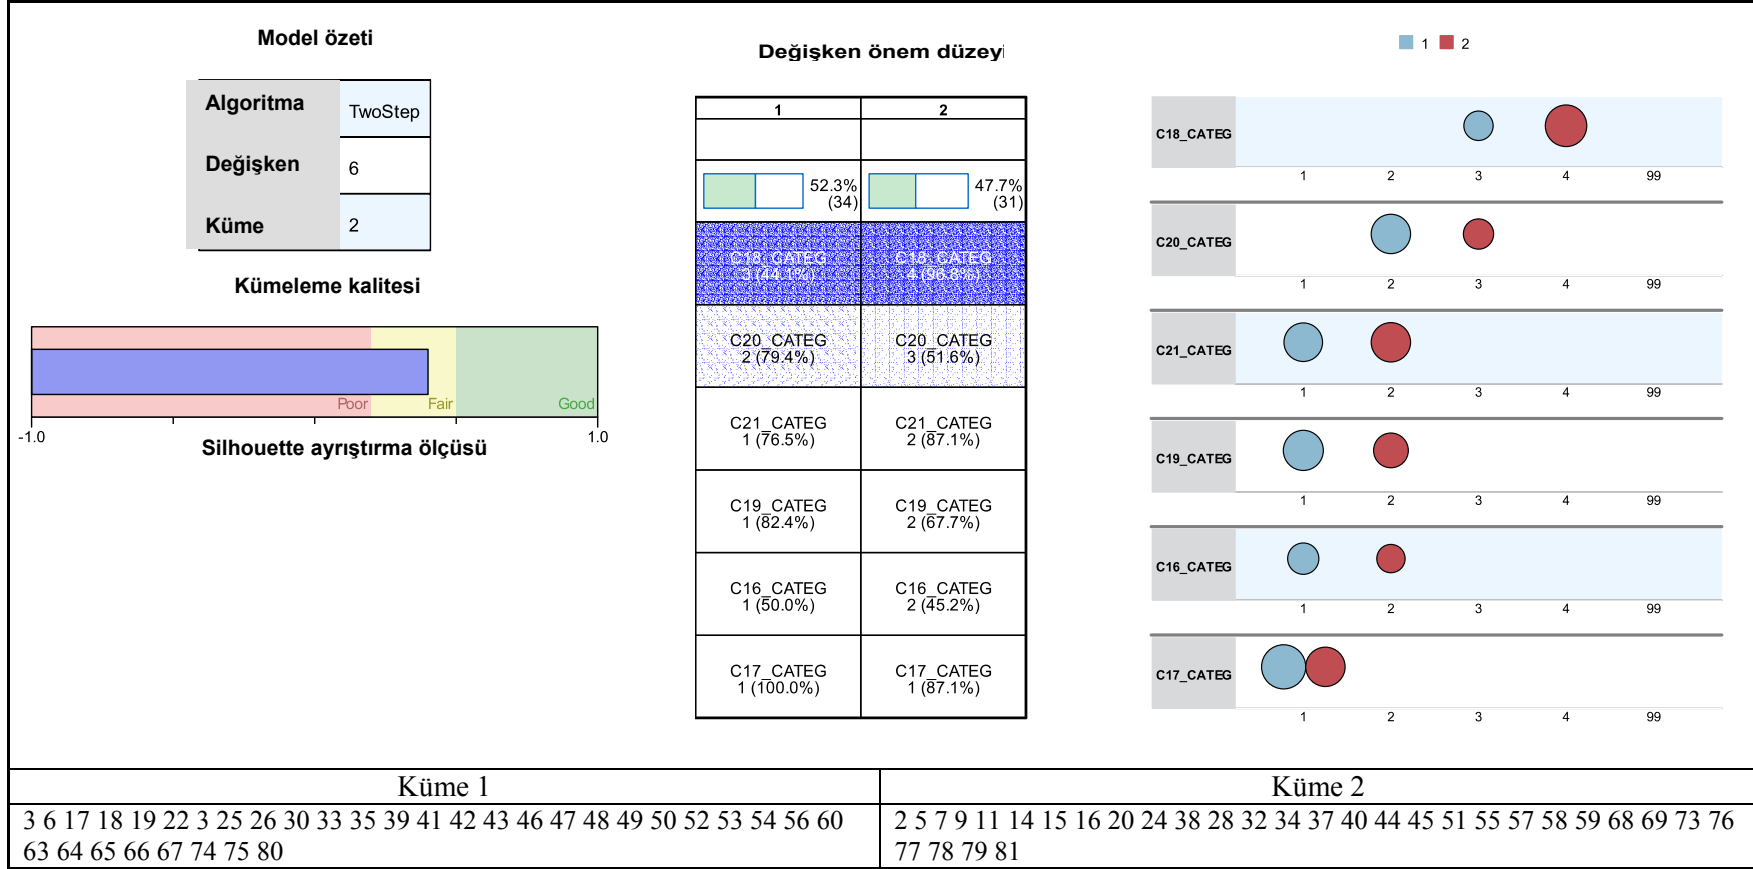 Model özeti
Algoritma TwoStep
Değişken 6
Küme 2
Kümeleme kalitesi
Poor Fair Good
-1.0 1.0
Silhouette ayrıştırma ölçüsü
Değişken önem düzeyi
1 2
52.3% (34) 47.7% (31)
C18_CATEG C18_CATEG
3 (44.1%) 4 (96.8%)
C20_CATEG C20_CATEG
2 (79.4%) 3 (51.6%)
C21_CATEG C21_CATEG
1 (76.5%) 2 (87.1%)
C19_CATEG C19_CATEG
1 (82.4%) 2 (67.7%)
C16_CATEG C16_CATEG
1 (50.0%) 2 (45.2%)
C17_CATEG C17_CATEG
1 (100.0%) 1 (87.1%)
1 2
C18_CATEG
1 2 3 4 99
C20_CATEG
1 2 3 4 99
C21_CATEG
1 2 3 4 99
C19_CATEG
1 2 3 4 99
C16_CATEG
1 2 3 4 99
C17_CATEG
1 2 3 4 99
Küme 1
3 6 17 18 19 22 3 25 26 30 33 35 39 41 42 43 46 47 48 49 50 52 53 54 56 60
63 64 65 66 67 74 75 80
Küme 2
2 5 7 9 11 14 15 16 20 24 38 28 32 34 37 40 44 45 51 55 57 58 59 68 69 73 76
77 78 79 81